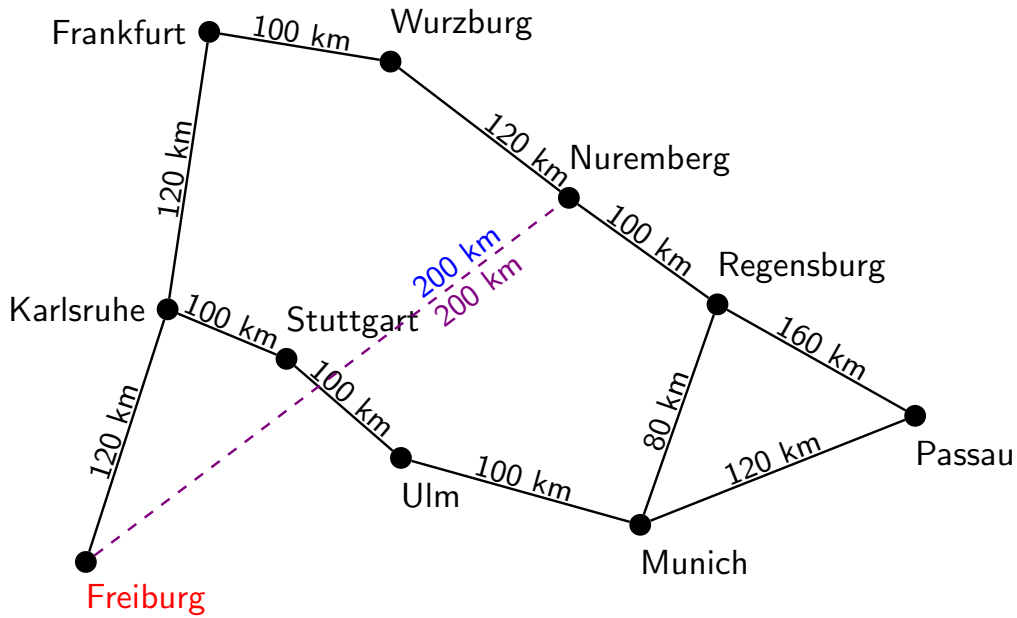 Wurzburg
Frankfurt
100 km
120 km
120 km
Nuremberg
100 km
200 km
200 km
Regensburg
Karlsruhe
100 km
Stuttgart
160 km
100 km
80 km
120 km
120 km
Passau
100 km
Ulm
Munich
Freiburg